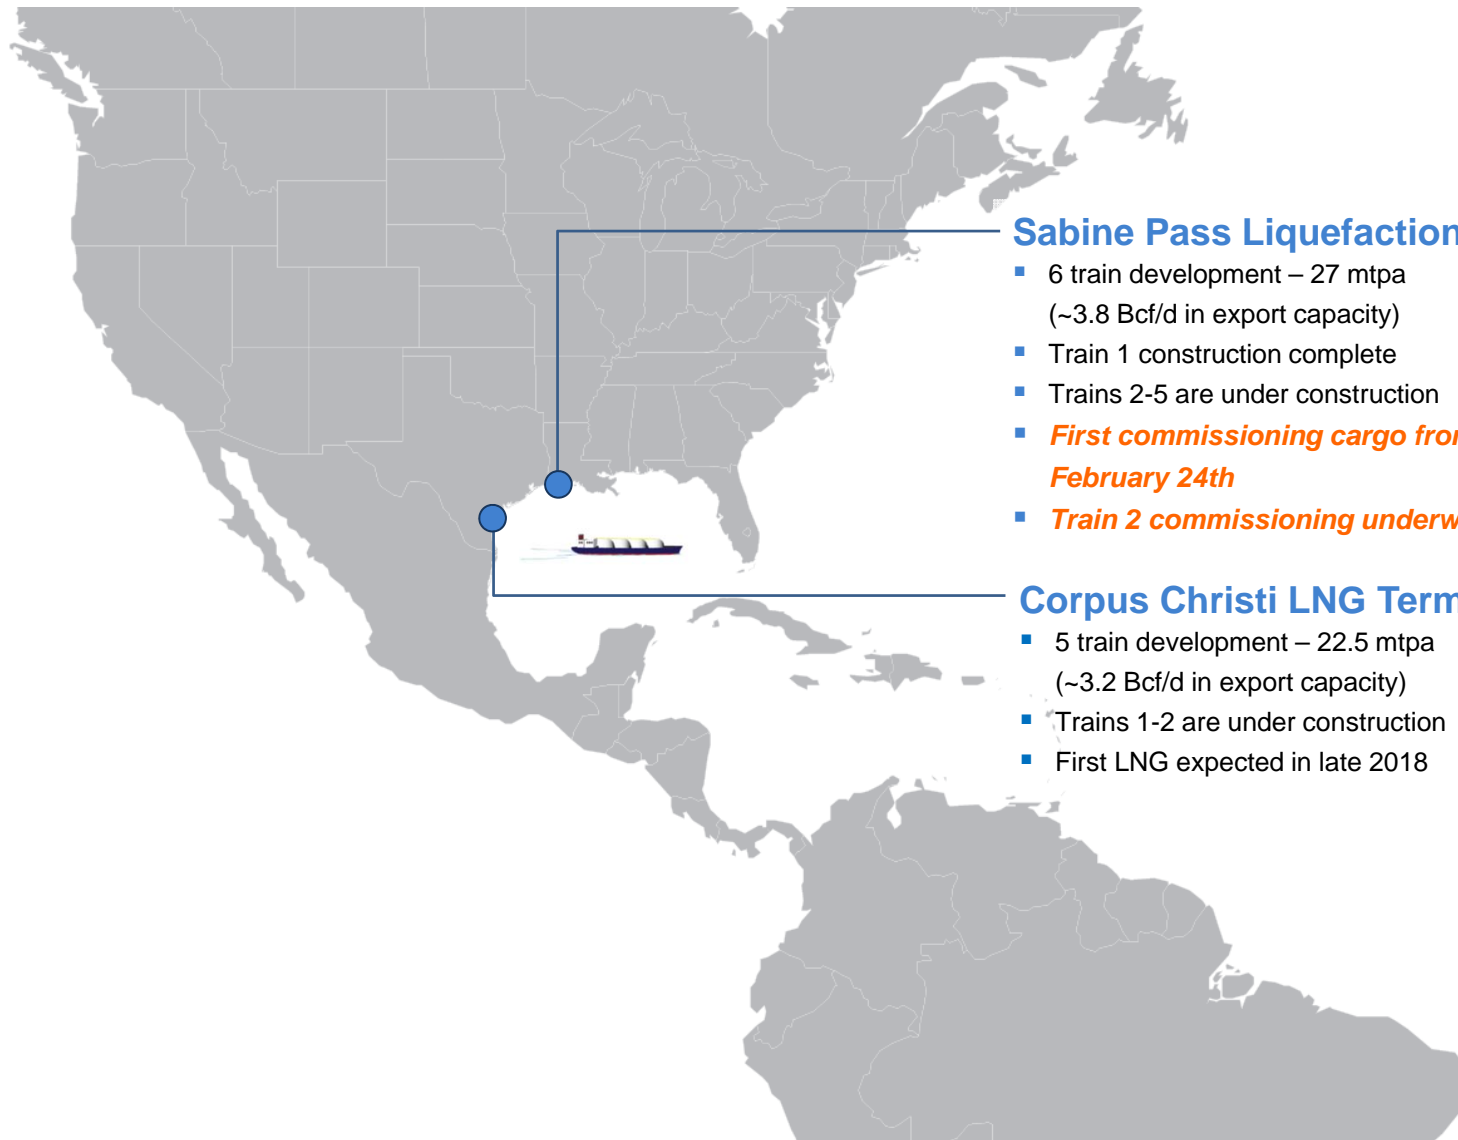 Sabine Pass Liquefaction
▪ 6 train development – 27 mtpa
(~3.8 Bcf/d in export capacity)
▪ Train 1 construction complete
▪ Trains 2-5 are under construction
▪ First commissioning cargo
February 24th
▪ Train 2 commissioning
Corpus Christi LNG
▪ 5 train development – 22.5 mtpa
(~3.2 Bcf/d in export capacity)
▪ Trains 1-2 are under construction
▪ First LNG expected in late 2018